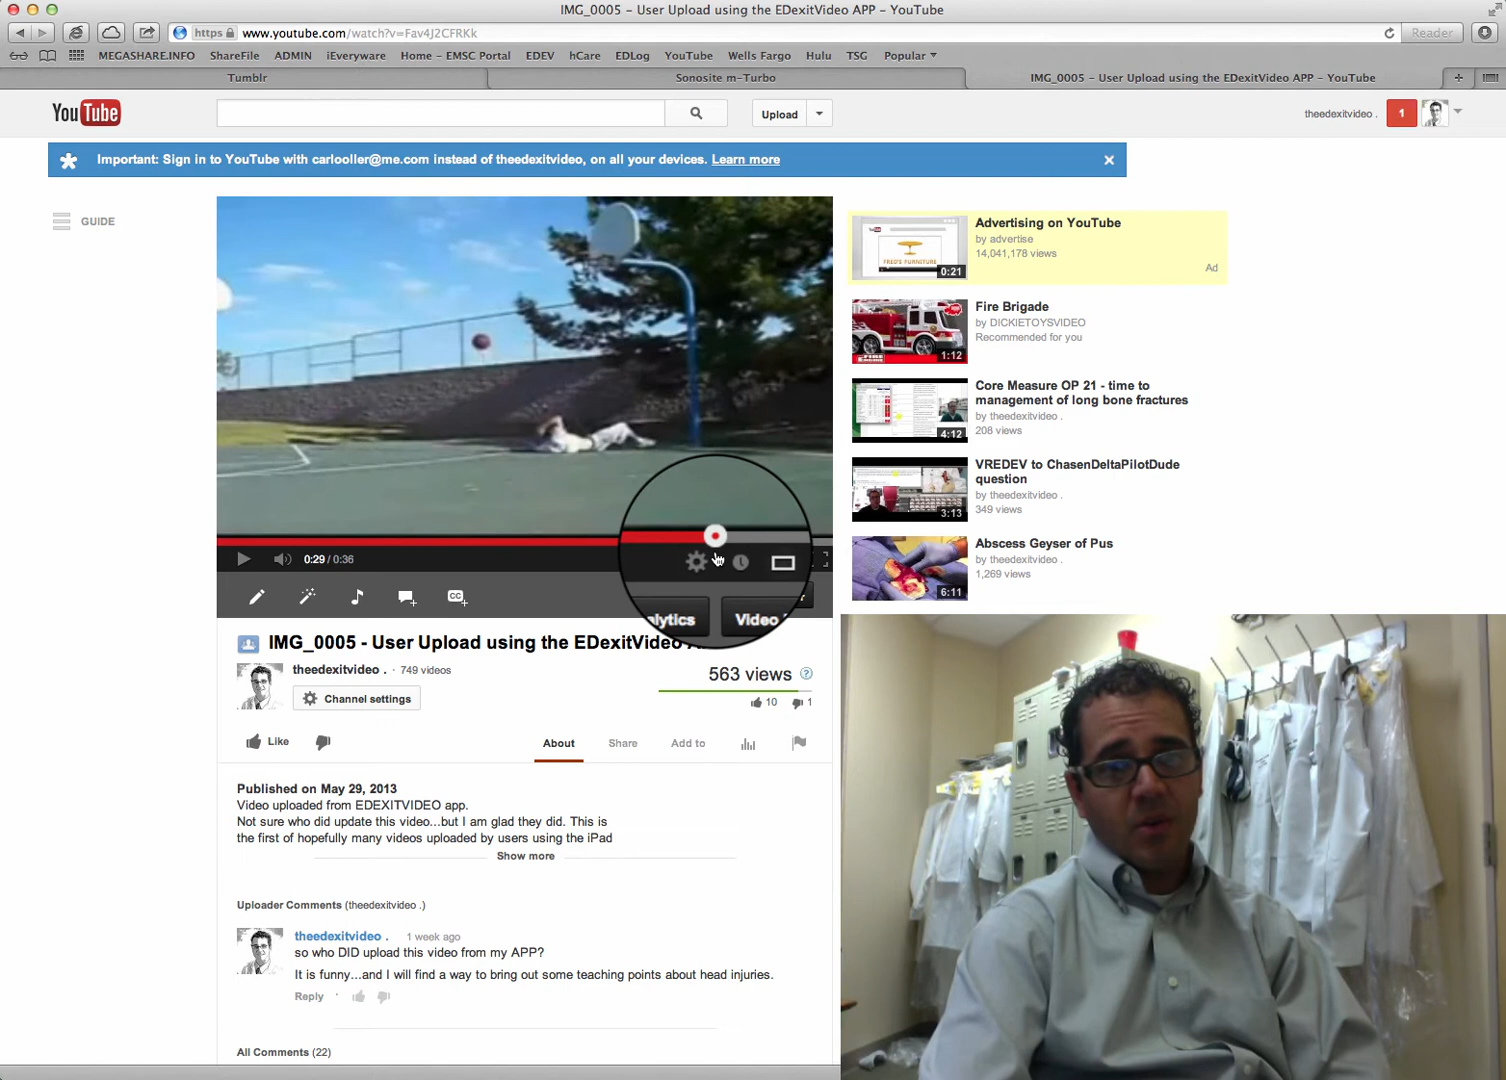 IMG_0005 - User Upload using the EDexitVideo APP - YouTube
https www.youtube.com/watch?v=Fav4J2CFRKk
Reader
MEGASHARE.INFO ShareFile ADMIN iEveryware Home - EMSC Portal EDEV hCare EDLog YouTube Wells Fargo Hulu TSG Popular
Tumblr
Sonosite m-Turbo
IMG_0005 - User Upload using the EDexitVideo APP - YouTube
YouTube
Upload
theedexitvideo .
1
Important: Sign in to YouTube with carlooller@me.com instead of theedexitvideo, on all your devices. Learn more
GUIDE
0:29 / 0:36
CC
alytics
Video
IMG_0005 - User Upload using the EDexitVideo
theedexitvideo . · 749 videos
Channel settings
563 views
10 1
Like
About
Share
Add to
Published on May 29, 2013
Video uploaded from EDEXITVIDEO app.
Not sure who did update this video...but I am glad they did. This is
the first of hopefully many videos uploaded by users using the iPad
Show more
Uploader Comments (theedexitvideo .)
theedexitvideo . 1 week ago
so who DID upload this video from my APP?
It is funny...and I will find a way to bring out some teaching points about head injuries.
Reply
All Comments (22)
FRED'S FURNITURE
0:21
Advertising on YouTube
by advertise
14,041,178 views
Ad
1:12
Fire Brigade
by DICKIETOYSVIDEO
Recommended for you
4:12
Core Measure OP 21 - time to
management of long bone fractures
by theedexitvideo .
208 views
3:13
VREDEV to ChasenDeltaPilotDude
question
by theedexitvideo .
349 views
6:11
Abscess Geyser of Pus
by theedexitvideo .
1,269 views